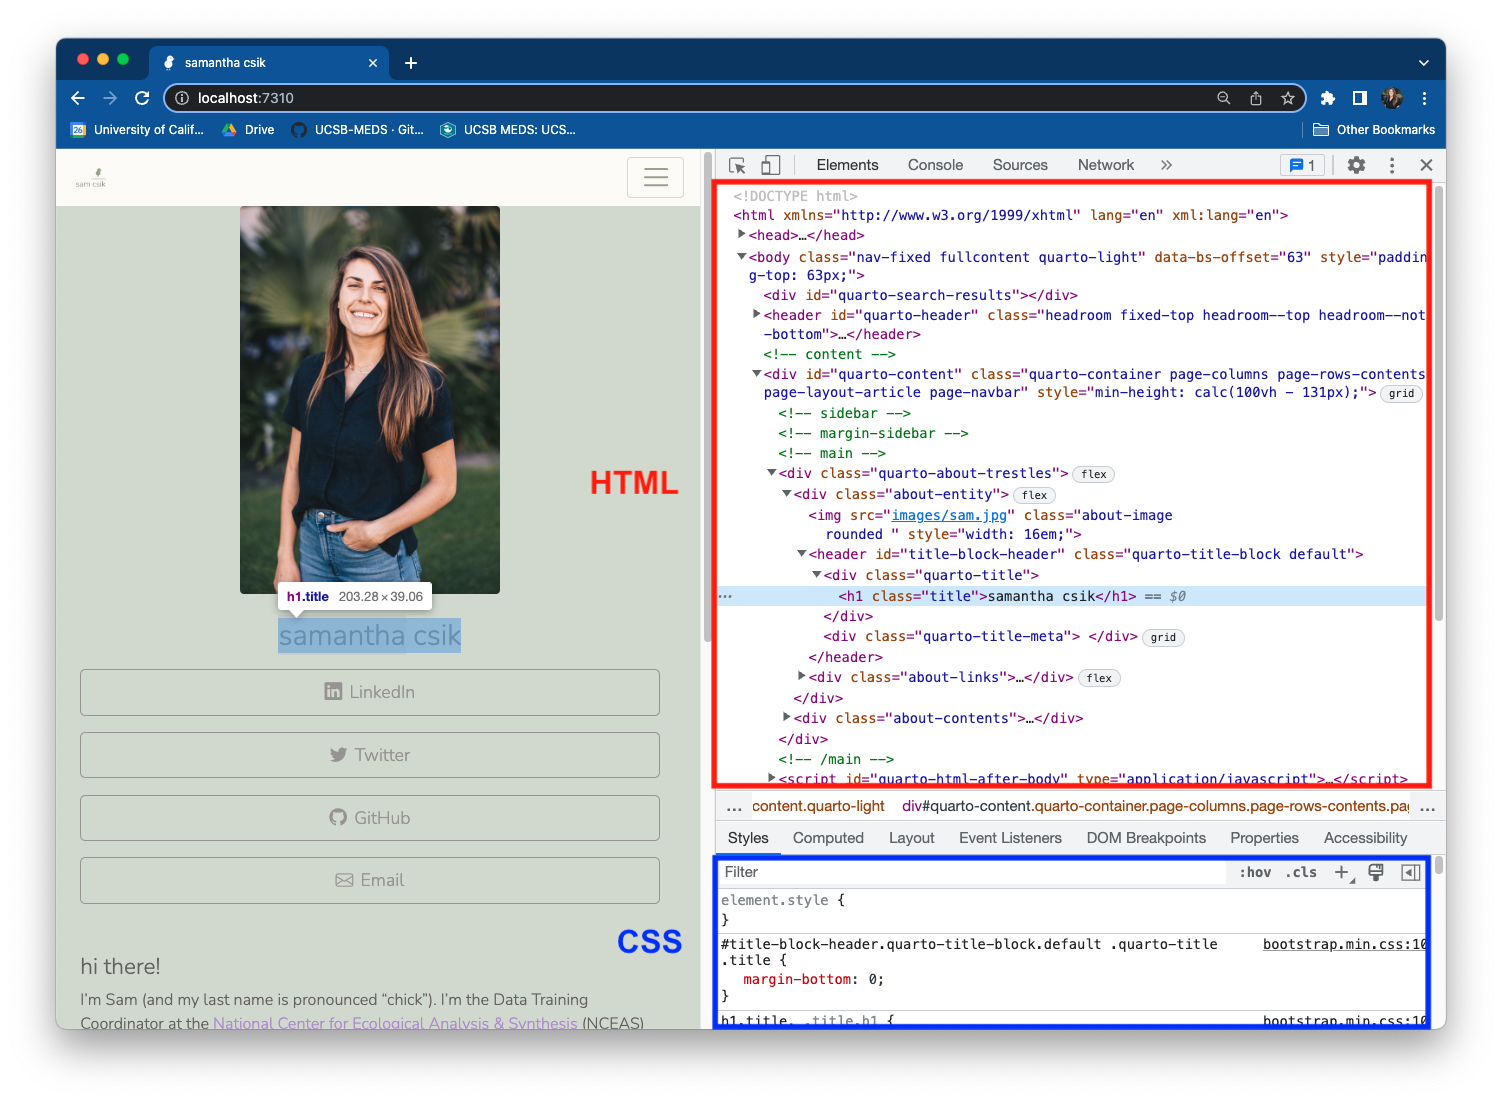 samantha csik
localhost:7310
University of Calif...
Drive
UCSB-MEDS · Git...
UCSB MEDS: UCS...
Other Bookmarks
sam csik
Elements
Console
Sources
Network
1
<!DOCTYPE html>
<html xmlns="http://www.w3.org/1999/xhtml" lang="en" xml:lang="en">
<head>…</head>
<body class="nav-fixed fullcontent quarto-light" data-bs-offset="63" style="paddin
g-top: 63px;">
<div id="quarto-search-results"></div>
<header id="quarto-header" class="headroom fixed-top headroom--top headroom--not
-bottom">…</header>
<!-- content -->
<div id="quarto-content" class="quarto-container page-columns page-rows-contents
page-layout-article page-navbar" style="min-height: calc(100vh - 131px);"> grid
<!-- sidebar -->
<!-- margin-sidebar -->
<!-- main -->
<div class="quarto-about-trestles"> flex
<div class="about-entity"> flex
<img src="images/sam.jpg" class="about-image
rounded " style="width: 16em;">
<header id="title-block-header" class="quarto-title-block default">
<div class="quarto-title">
<h1 class="title">samantha csik</h1> == $0
</div>
<div class="quarto-title-meta"> </div> grid
</header>
<div class="about-links">…</div> flex
</div>
<div class="about-contents">…</div>
</div>
<!-- /main -->
<script id="quarto-html-after-body" type="application/javascript">…</script>
HTML
h1.title 203.28 × 39.06
samantha csik
LinkedIn
Twitter
GitHub
Email
CSS
hi there!
I'm Sam (and my last name is pronounced “chick”). I'm the Data Training
Coordinator at the National Center for Ecological Analysis & Synthesis (NCEAS)
... content.quarto-light div#quarto-content.quarto-container.page-columns.page-rows-contents.pag ...
Styles
Computed
Layout
Event Listeners
DOM Breakpoints
Properties
Accessibility
Filter
:hov .cls
element.style {
}
#title-block-header.quarto-title-block.default .quarto-title
.title {
bootstrap.min.css:10
margin-bottom: 0;
}
h1.title, .title.h1 {
bootstrap.min.css:10